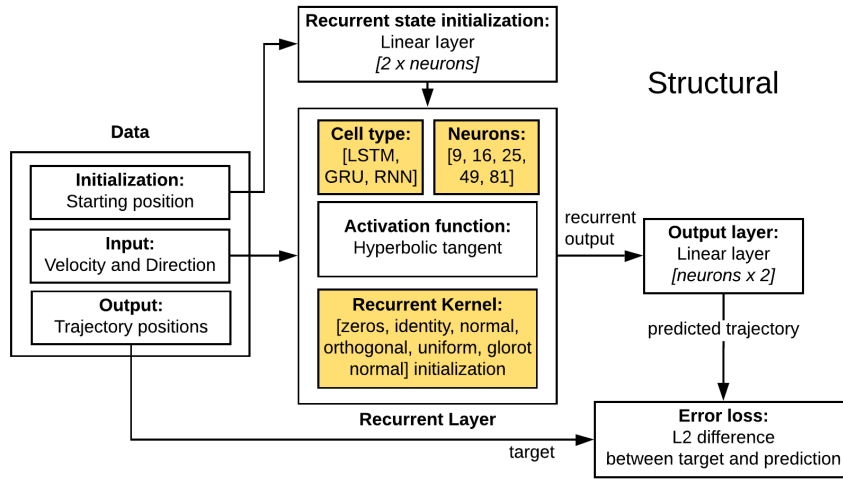 Recurrent state initialization:
Linear layer
[2 x neurons]
Structural
Data
Initialization:
Starting position
Input:
Velocity and Direction
Output:
Trajectory positions
Cell type:
[LSTM,
GRU, RNN]
Neurons:
[9, 16, 25,
49, 81]
Activation function:
Hyperbolic tangent
Recurrent Kernel:
[zeros, identity, normal,
orthogonal, uniform, glorot
normal] initialization
Recurrent Layer
recurrent
output
Output layer:
Linear layer
[neurons x 2]
predicted trajectory
target
Error loss:
L2 difference
between target and prediction